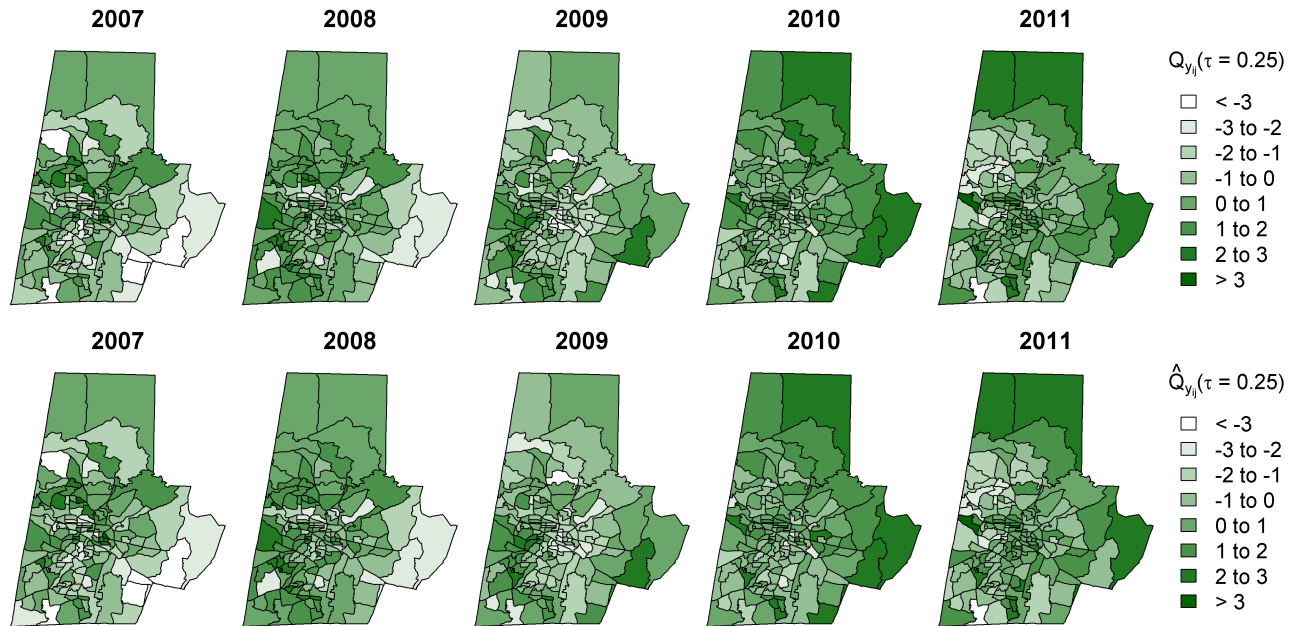 2007 2008 2009 2010 2011
Q_{y_{ij}}(τ = 0.25)
< -3
-3 to -2
-2 to -1
-1 to 0
0 to 1
1 to 2
2 to 3
> 3
2007 2008 2009 2010 2011
Q̂_{y_{ij}}(τ = 0.25)
< -3
-3 to -2
-2 to -1
-1 to 0
0 to 1
1 to 2
2 to 3
> 3